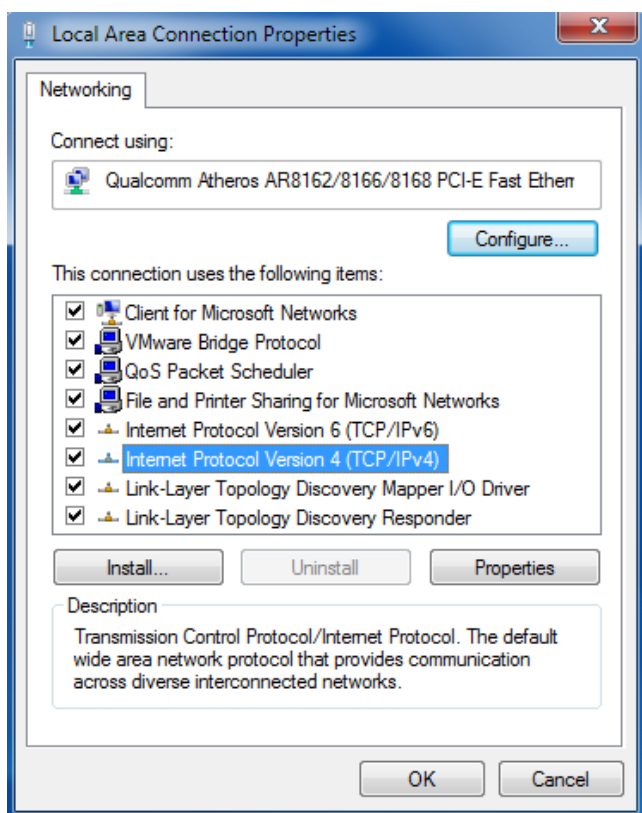 Local Area Connection Properties
Networking
Connect using:
Qualcomm Atheros AR8162/8166/8168 PCI-E Fast Ethern
Configure...
This connection uses the following items:
Client for Microsoft Networks
VMware Bridge Protocol
QoS Packet Scheduler
File and Printer Sharing for Microsoft Networks
Internet Protocol Version 6 (TCP/IPv6)
Internet Protocol Version 4 (TCP/IPv4)
Link-Layer Topology Discovery Mapper I/O Driver
Link-Layer Topology Discovery Responder
Install...
Uninstall
Properties
Description
Transmission Control Protocol/Internet Protocol. The default
wide area network protocol that provides communication
across diverse interconnected networks.
OK
Cancel